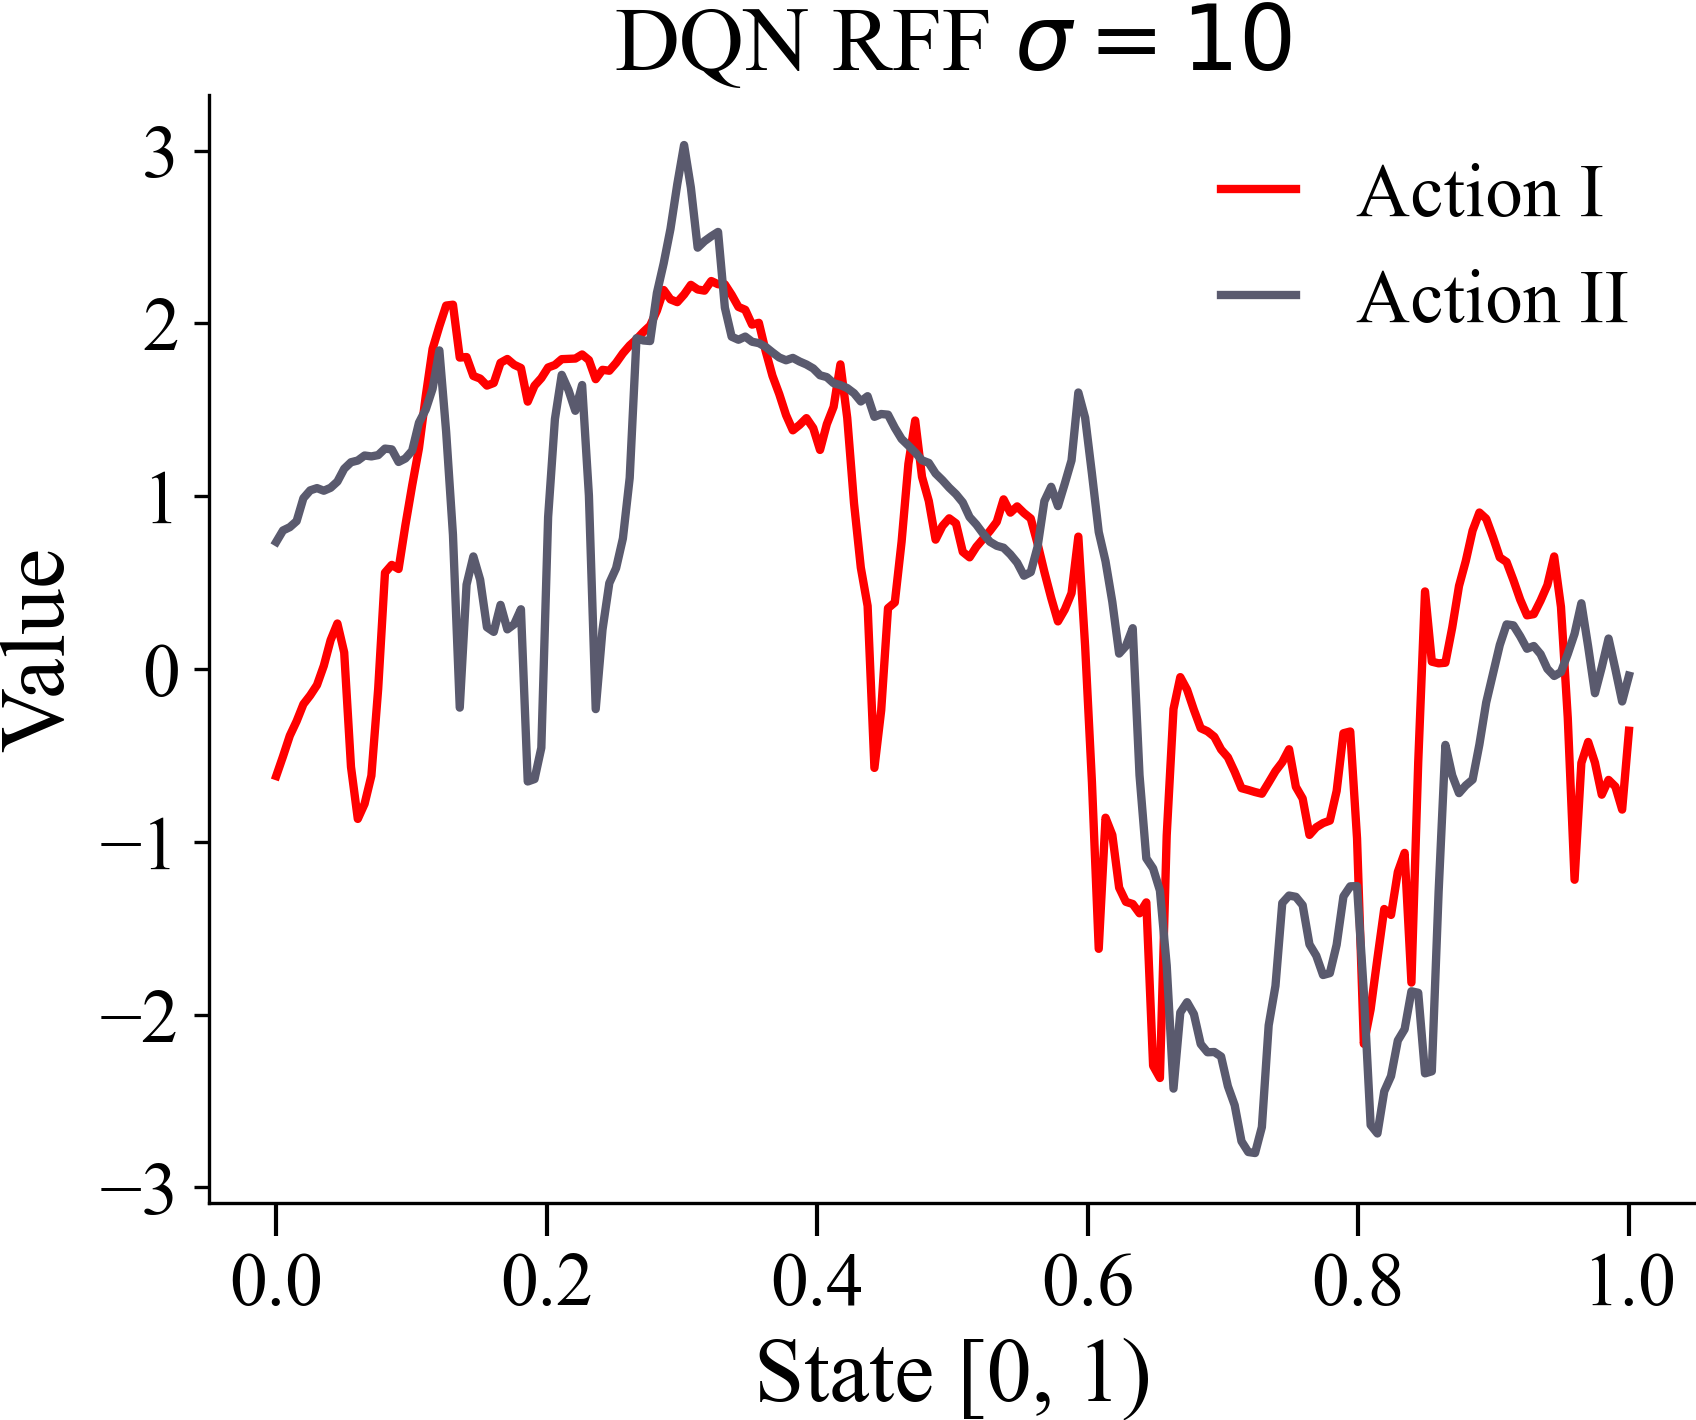 DQN RFF σ = 10
Action I
Action II
Value
3
2
1
0
−1
−2
−3
0.0 0.2 0.4 0.6 0.8 1.0
State [0, 1)